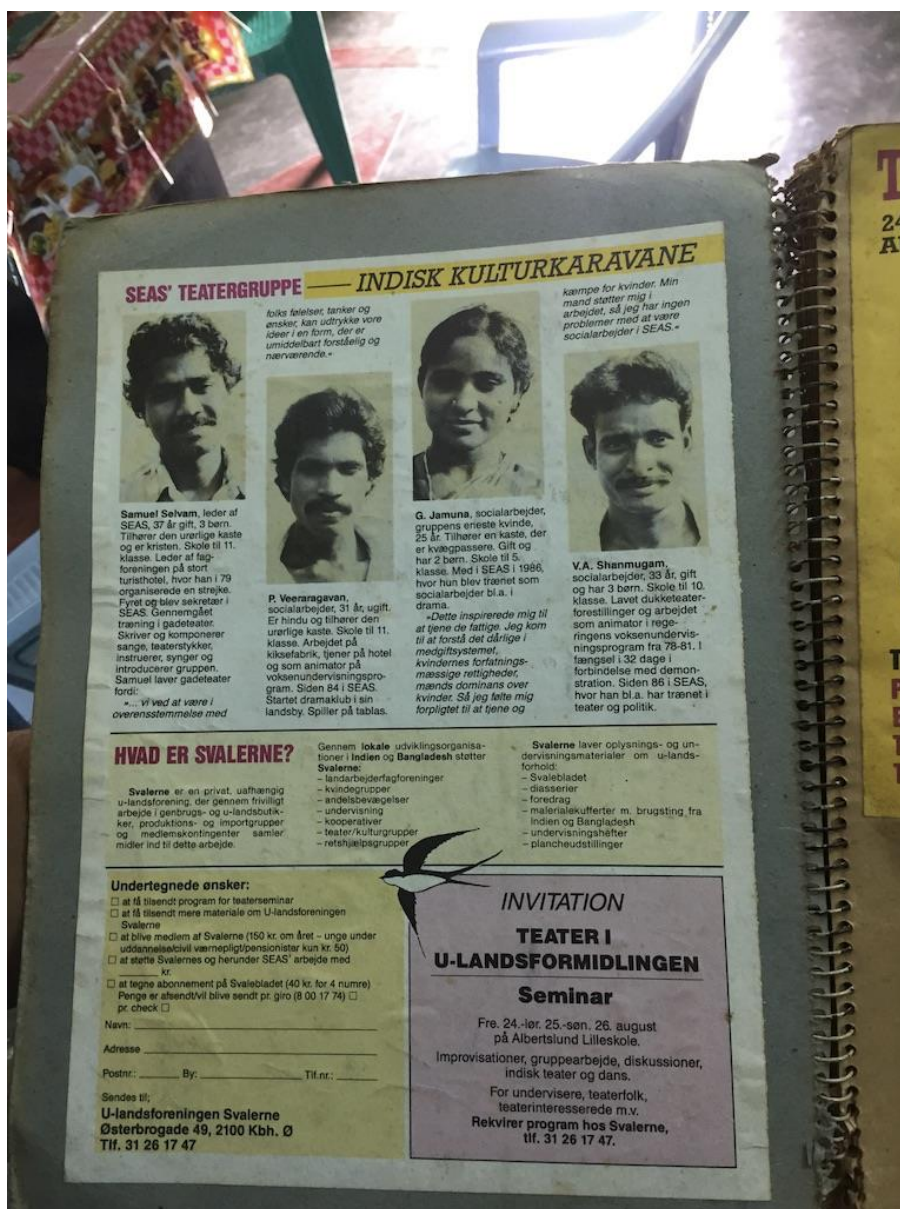 SEAS' TEATERGRUPPE — INDISK KULTURKARAVANE
Samuel Selvam, leder af
SEAS, 37 år gift, 3 børn.
Tilhører den urørlige kaste
og er kristen. Skole til 11.
klasse. Leder af fag-
foreningen på stort
turisthotel, hvor han i 79
organiserede en strejke.
Fyret og blev sekretær i
SEAS. Gennemgået
træning i gadeteater.
Skriver og komponerer
sange, teaterstykker,
instruerer, synger og
introducerer gruppen.
Samuel laver gadeteater
fordi:
»... vi ved at være i
overensstemmelse med
folks følelser, tanker og
ønsker, kan udtrykke vore
ideer i en form, der er
umiddelbart forståelig og
nærværende.«
P. Veeraragavan,
socialarbejder, 31 år, ugift.
Er hindu og tilhører den
urørlige kaste. Skole til 11.
klasse. Arbejdet på
kiksefabrik, tjener på hotel
og som animator på
voksenundervisningspro-
gram. Siden 84 i SEAS.
Startet dramaklub i sin
landsby. Spiller på tablas.
G. Jamuna, socialarbejder,
gruppens eneste kvinde,
25 år. Tilhører en kaste, der
er kvægpassere. Gift og
har 2 børn. Skole til 5.
klasse. Med i SEAS i 1986,
hvor hun blev trænet som
socialarbejder bl.a. i
drama.
»Dette inspirerede mig til
at tjene de fattige. Jeg kom
til at forstå det dårlige i
medgiftsystemet,
kvindernes forfatnings-
mæssige rettigheder,
mænds dominans over
kvinder. Så jeg følte mig
forpligtet til at tjene og
kæmpe for kvinder. Min
mand støtter mig i
arbejdet, så jeg har ingen
problemer med at være
socialarbejder i SEAS.«
V.A. Shanmugam,
socialarbejder, 33 år, gift
og har 3 børn. Skole til 10.
klasse. Lavet dukketeater-
forestillinger og arbejdet
som animator i rege-
ringens voksenundervis-
ningsprogram fra 78-81. I
fængsel i 32 dage i
forbindelse med demon-
stration. Siden 86 i SEAS,
hvor han bl.a. har trænet i
teater og politik.
HVAD ER SVALERNE?
Svalerne er en privat, uafhængig
u-landsforening, der gennem frivilligt
arbejde i genbrugs- og u-landsbutik-
ker, produktions- og importgrupper
og medlemskontingenter samler
midler ind til dette arbejde.
Gennem lokale udviklingsorganisa-
tioner i Indien og Bangladesh støtter
Svalerne:
– landarbejderfagforeninger
– kvindegrupper
– andelsbevægelser
– undervisning
– kooperativer
– teater/kulturgrupper
– retshjælpsgrupper
Svalerne laver oplysnings- og un-
dervisningsmaterialer om u-lands-
forhold:
– Svalebladet
– diasserier
– foredrag
– materialekufferter m. brugsting fra
Indien og Bangladesh
– undervisningshéfter
– plancheudstillinger
Undertegnede ønsker:
☐ at få tilsendt program for teaterseminar
☐ at få tilsendt mere materiale om U-landsforeningen
Svalerne
☐ at blive medlem af Svalerne (150 kr. om året – unge under
uddannelse/civil værnepligt/pensionister kun kr. 50)
☐ at støtte Svalernes og herunder SEAS' arbejde med
_______ kr.
☐ at tegne abonnement på Svalebladet (40 kr. for 4 numre)
Penge er afsendt/vil blive sendt pr. giro (8 00 17 74) ☐
pr. check ☐
Navn:
Adresse
Postnr.: By: Tlf.nr.:
Sendes til;
U-landsforeningen Svalerne
Østerbrogade 49, 2100 Kbh. Ø
Tlf. 31 26 17 47
INVITATION
TEATER I
U-LANDSFORMIDLINGEN
Seminar
Fre. 24.-lør. 25.-søn. 26. august
på Albertslund Lilleskole.
Improvisationer, gruppearbejde, diskussioner,
indisk teater og dans.
For undervisere, teaterfolk,
teaterinteresserede m.v.
Rekvirer program hos Svalerne,
tlf. 31 26 17 47.